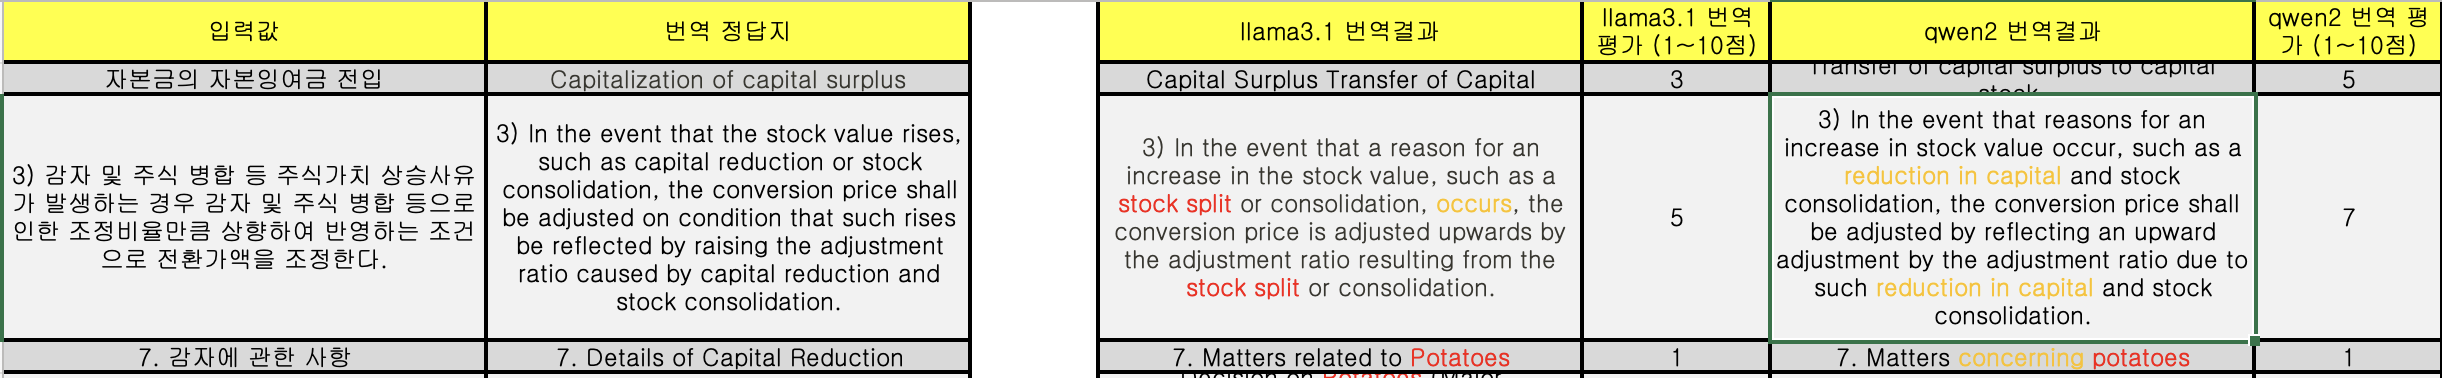 입력값
번역 정답지
llama3.1 번역결과
llama3.1 번역
평가 (1~10점)
qwen2 번역결과
qwen2 번역 평
가 (1~10점)
자본금의 자본잉여금 전입
Capitalization of capital surplus
Capital Surplus Transfer of Capital
3
Transfer of capital surplus to capital
stock
5
3) 감자 및 주식 병합 등 주식가치 상승사유
가 발생하는 경우 감자 및 주식 병합 등으로
인한 조정비율만큼 상향하여 반영하는 조건
으로 전환가액을 조정한다.
3) In the event that the stock value rises,
such as capital reduction or stock
consolidation, the conversion price shall
be adjusted on condition that such rises
be reflected by raising the adjustment
ratio caused by capital reduction and
stock consolidation.
3) In the event that a reason for an
increase in the stock value, such as a
stock split or consolidation, occurs, the
conversion price is adjusted upwards by
the adjustment ratio resulting from the
stock split or consolidation.
5
3) In the event that reasons for an
increase in stock value occur, such as a
reduction in capital and stock
consolidation, the conversion price shall
be adjusted by reflecting an upward
adjustment by the adjustment ratio due to
such reduction in capital and stock
consolidation.
7
7. 감자에 관한 사항
7. Details of Capital Reduction
7. Matters related to Potatoes
1
7. Matters concerning potatoes
1
Decision on Potatoes (Major